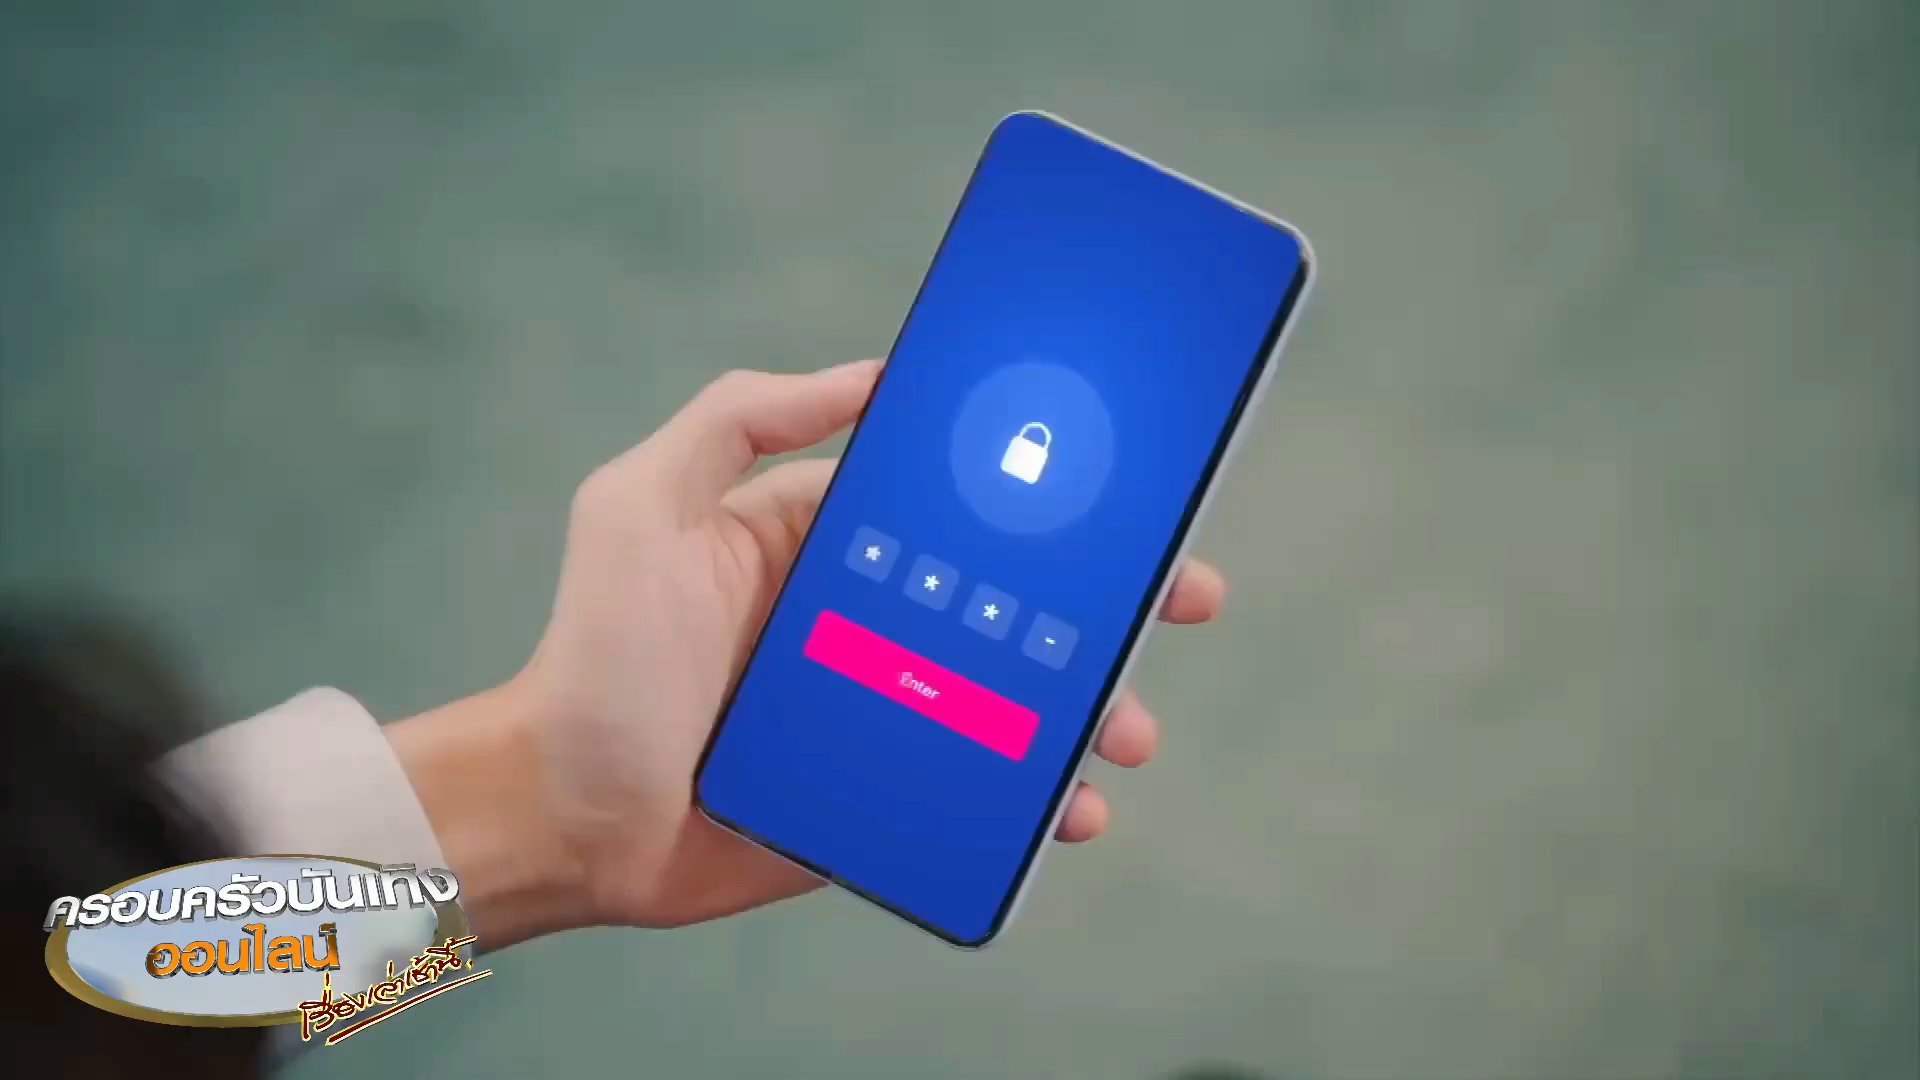 * * * -
Enter
ครอบครัวบันเทิง
ออนไลน์
เรื่องเล่าเช้านี้